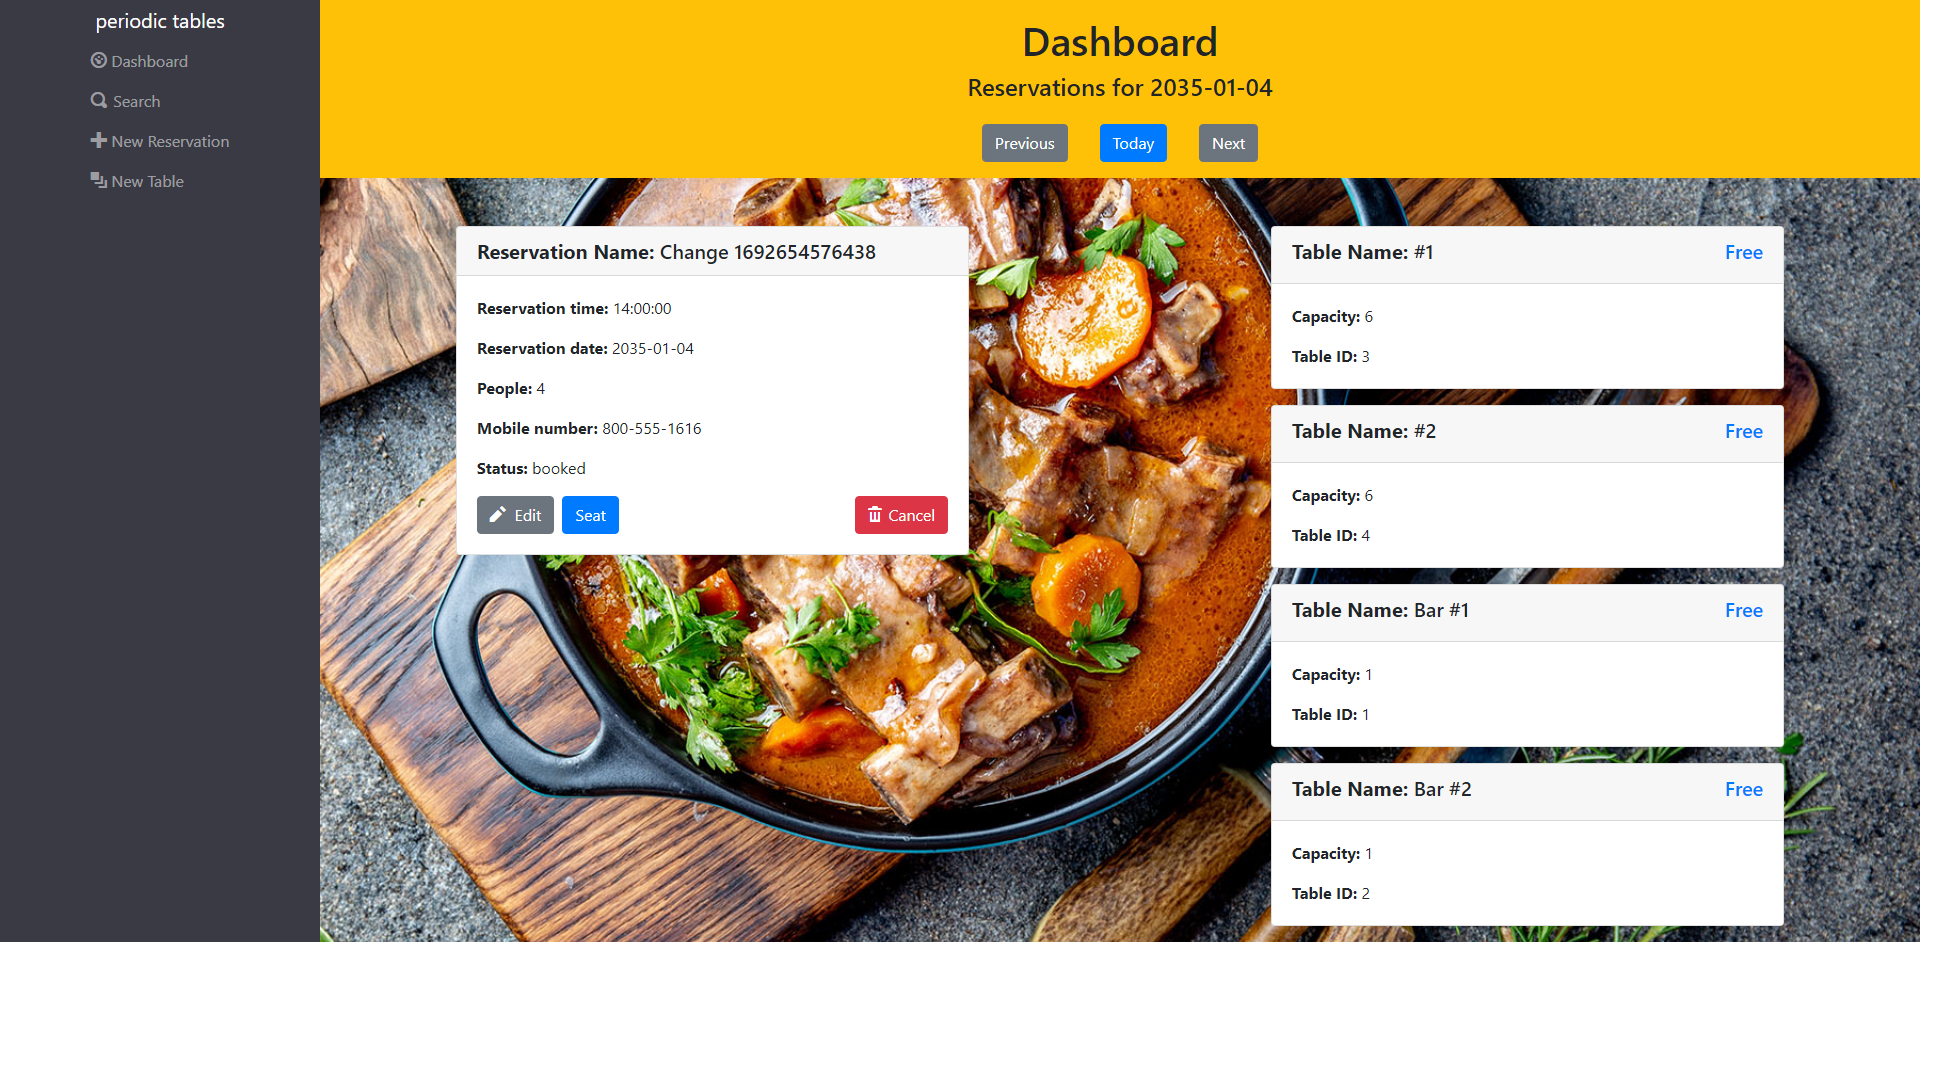 periodic tables
Dashboard
Search
New Reservation
New Table
Dashboard
Reservations for 2035-01-04
Previous Today Next
Reservation Name: Change 1692654576438
Reservation time: 14:00:00
Reservation date: 2035-01-04
People: 4
Mobile number: 800-555-1616
Status: booked
Edit Seat Cancel
Table Name: #1 Free
Capacity: 6
Table ID: 3
Table Name: #2 Free
Capacity: 6
Table ID: 4
Table Name: Bar #1 Free
Capacity: 1
Table ID: 1
Table Name: Bar #2 Free
Capacity: 1
Table ID: 2